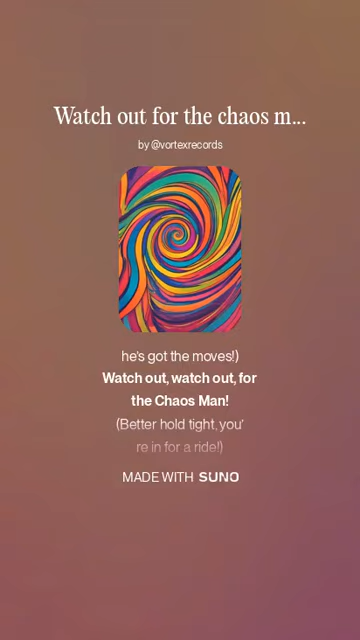 Watch out for the chaos m...
by @vortexrecords
he's got the moves!)
Watch out, watch out, for
the Chaos Man!
(Better hold tight, you'
re in for a ride!)
MADE WITH SUNO